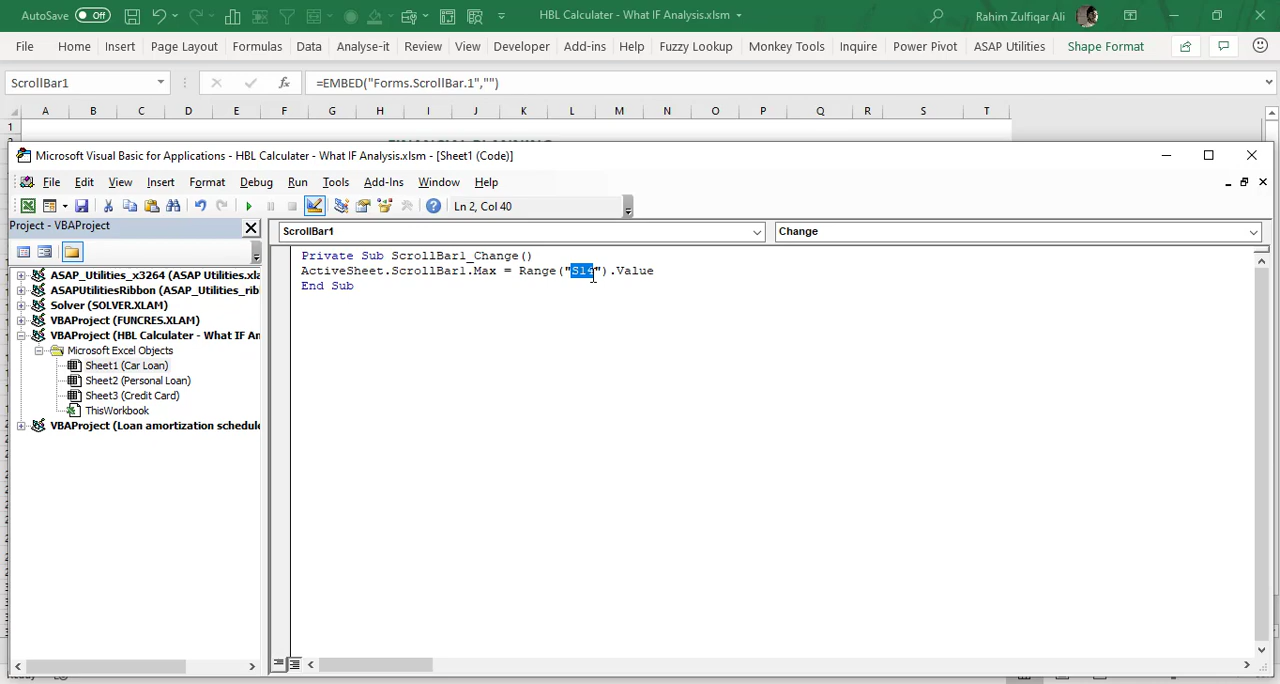 AutoSave Off HBL Calculater - What IF Analysis.xlsm Rahim Zulfiqar Ali
File Home Insert Page Layout Formulas Data Analyse-it Review View Developer Add-ins Help Fuzzy Lookup Monkey Tools Inquire Power Pivot ASAP Utilities Shape Format
ScrollBar1 fx =EMBED("Forms.ScrollBar.1","")
A B C D E F G H I J K L M N O P Q R S T
1
Microsoft Visual Basic for Applications - HBL Calculater - What IF Analysis.xlsm - [Sheet1 (Code)]
File Edit View Insert Format Debug Run Tools Add-Ins Window Help
Ln 2, Col 40
Project - VBAProject
ScrollBar1 Change
Private Sub ScrollBar1_Change()
ActiveSheet.ScrollBar1.Max = Range("S14").Value
End Sub
ASAP_Utilities_x3264 (ASAP Utilities.xla
ASAPUtilitiesRibbon (ASAP_Utilities_rib
Solver (SOLVER.XLAM)
VBAProject (FUNCRES.XLAM)
VBAProject (HBL Calculater - What IF An
Microsoft Excel Objects
Sheet1 (Car Loan)
Sheet2 (Personal Loan)
Sheet3 (Credit Card)
ThisWorkbook
VBAProject (Loan amortization schedule